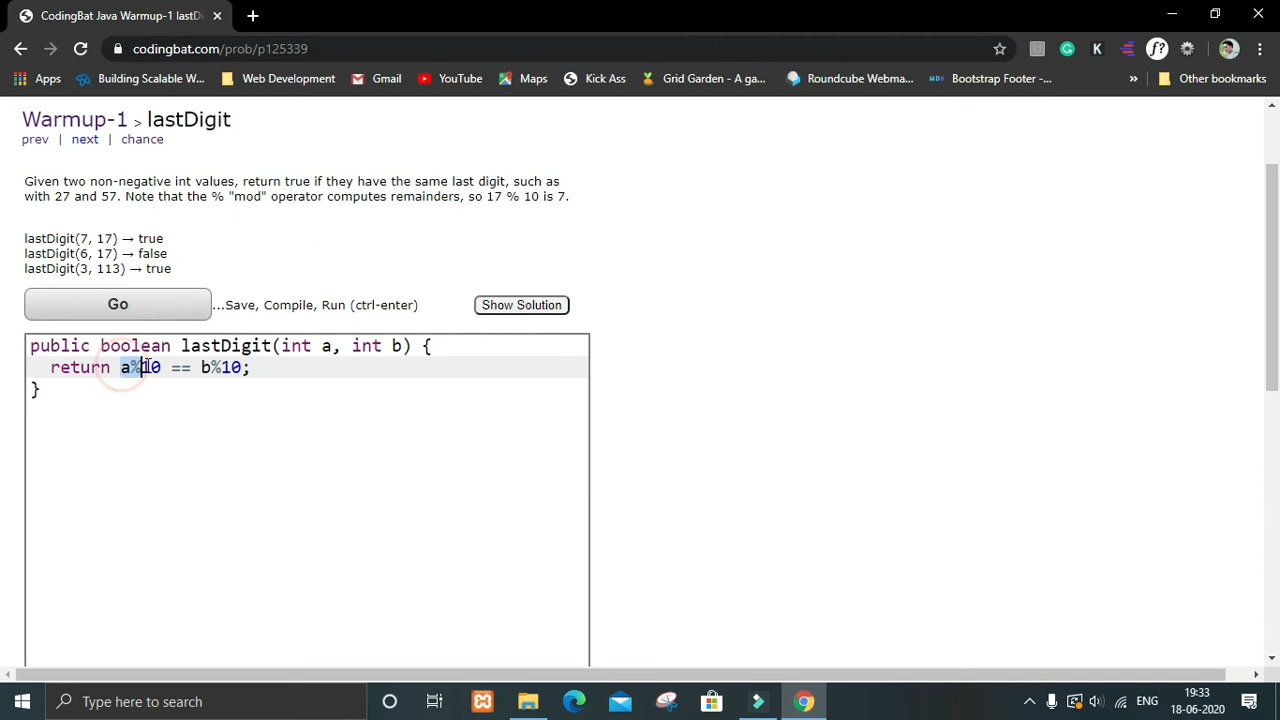 CodingBat Java Warmup-1 lastDi
codingbat.com/prob/p125339
Apps Building Scalable W... Web Development Gmail YouTube Maps Kick Ass Grid Garden - A ga... Roundcube Webma... Bootstrap Footer -... » Other bookmarks
Warmup-1 > lastDigit
prev | next | chance
Given two non-negative int values, return true if they have the same last digit, such as
with 27 and 57. Note that the % "mod" operator computes remainders, so 17 % 10 is 7.
lastDigit(7, 17) → true
lastDigit(6, 17) → false
lastDigit(3, 113) → true
Go ...Save, Compile, Run (ctrl-enter) Show Solution
public boolean lastDigit(int a, int b) {
return a%10 == b%10;
}
Type here to search
ENG
19:33
18-06-2020